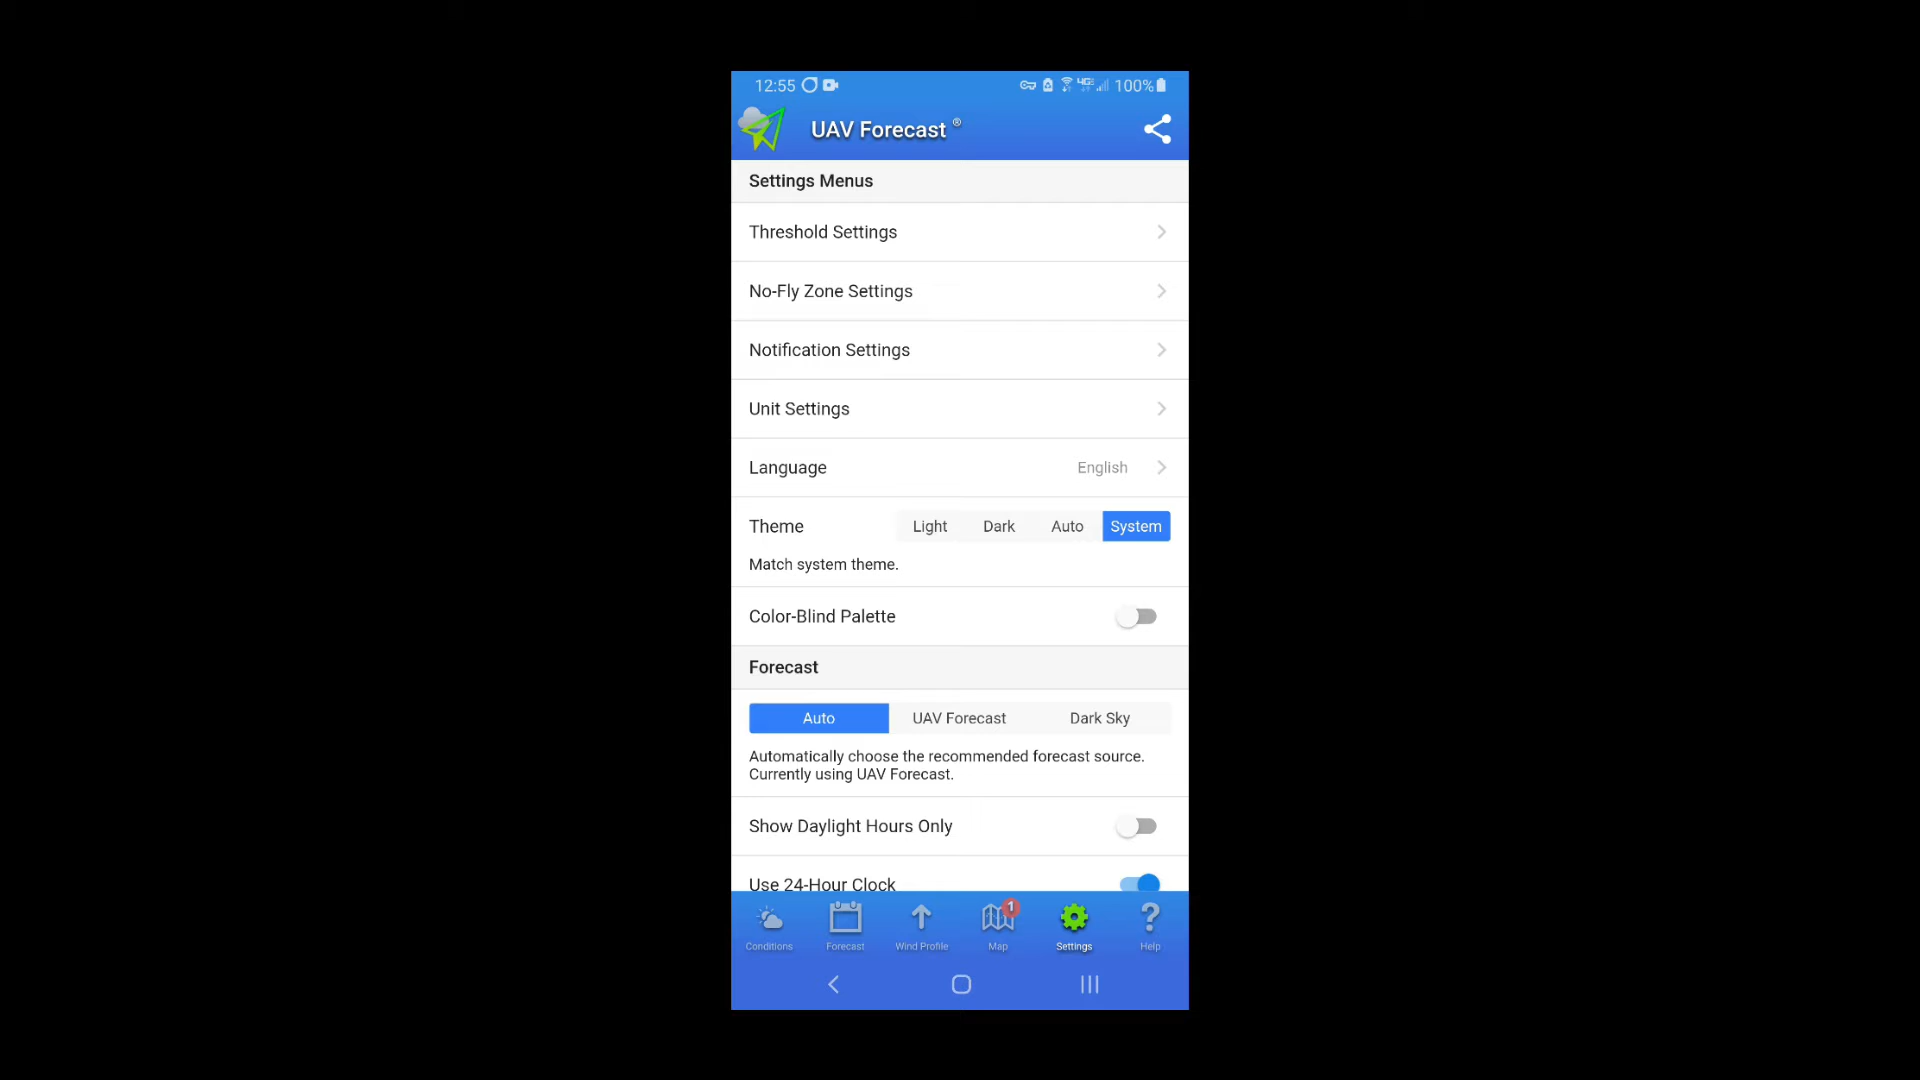 12:55 100%
UAV Forecast ®
Settings Menus
Threshold Settings
No-Fly Zone Settings
Notification Settings
Unit Settings
Language English
Theme Light Dark Auto System
Match system theme.
Color-Blind Palette
Forecast
Auto UAV Forecast Dark Sky
Automatically choose the recommended forecast source.
Currently using UAV Forecast.
Show Daylight Hours Only
Use 24-Hour Clock
1
Conditions Forecast Wind Profile Map Settings Help